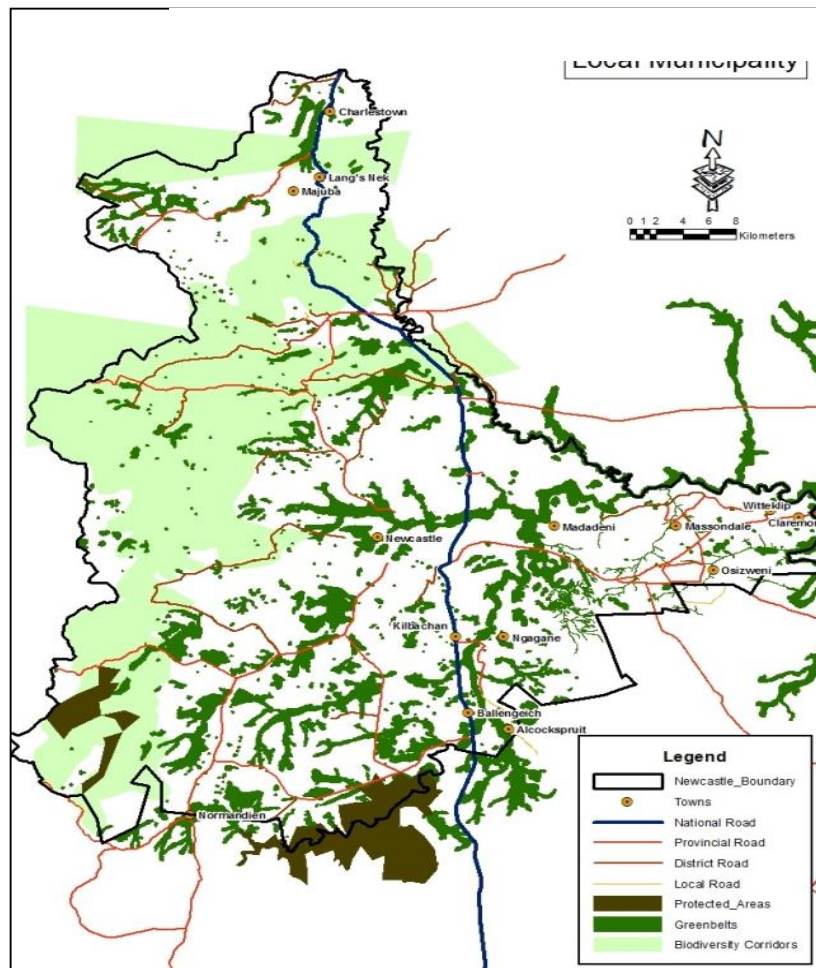 Local Municipality
Charlestown
N
Lang's Nek
Majuba
0 1 2 4 6 8
Kilometers
Witteklip
Madadeni
Massondale
Claremon
Newcastle
Osizweni
Kilbachan
Ngagane
Ballengeich
Alcockspruit
Normandien
Legend
Newcastle_Boundary
Towns
National Road
Provincial Road
District Road
Local Road
Protected_Areas
Greenbelts
Biodiversity Corridors